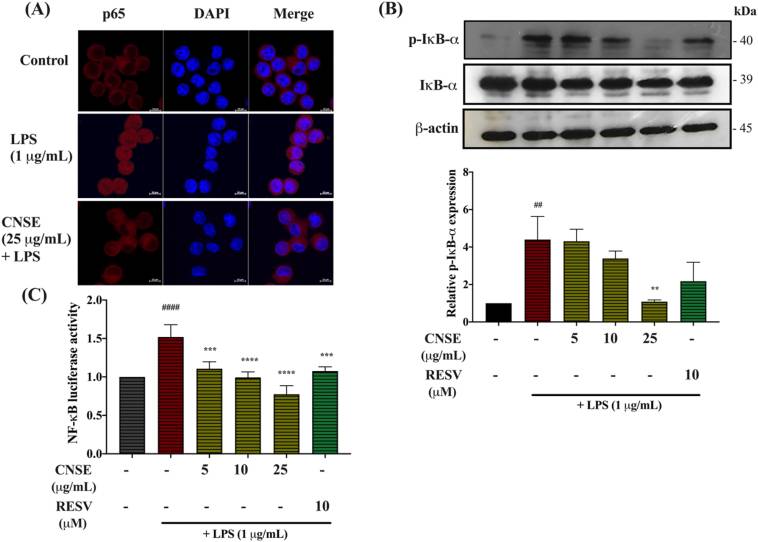 (A)
p65
DAPI
Merge
Control
LPS
(1 µg/mL)
CNSE
(25 µg/mL)
+ LPS
(B)
kDa
p-IκB-α
- 40
IκB-α
- 39
β-actin
- 45
Relative p-IκB-α expression
8
6
4
2
0
##
**
CNSE
(µg/mL)
- - 5 10 25 -
RESV
(µM)
- - - - - 10
+ LPS (1 µg/mL)
(C)
NF-κB luciferase activity
2.0
1.5
1.0
0.5
0.0
####
***
****
****
***
CNSE
(µg/mL)
- - 5 10 25 -
RESV
(µM)
- - - - - 10
+ LPS (1 µg/mL)